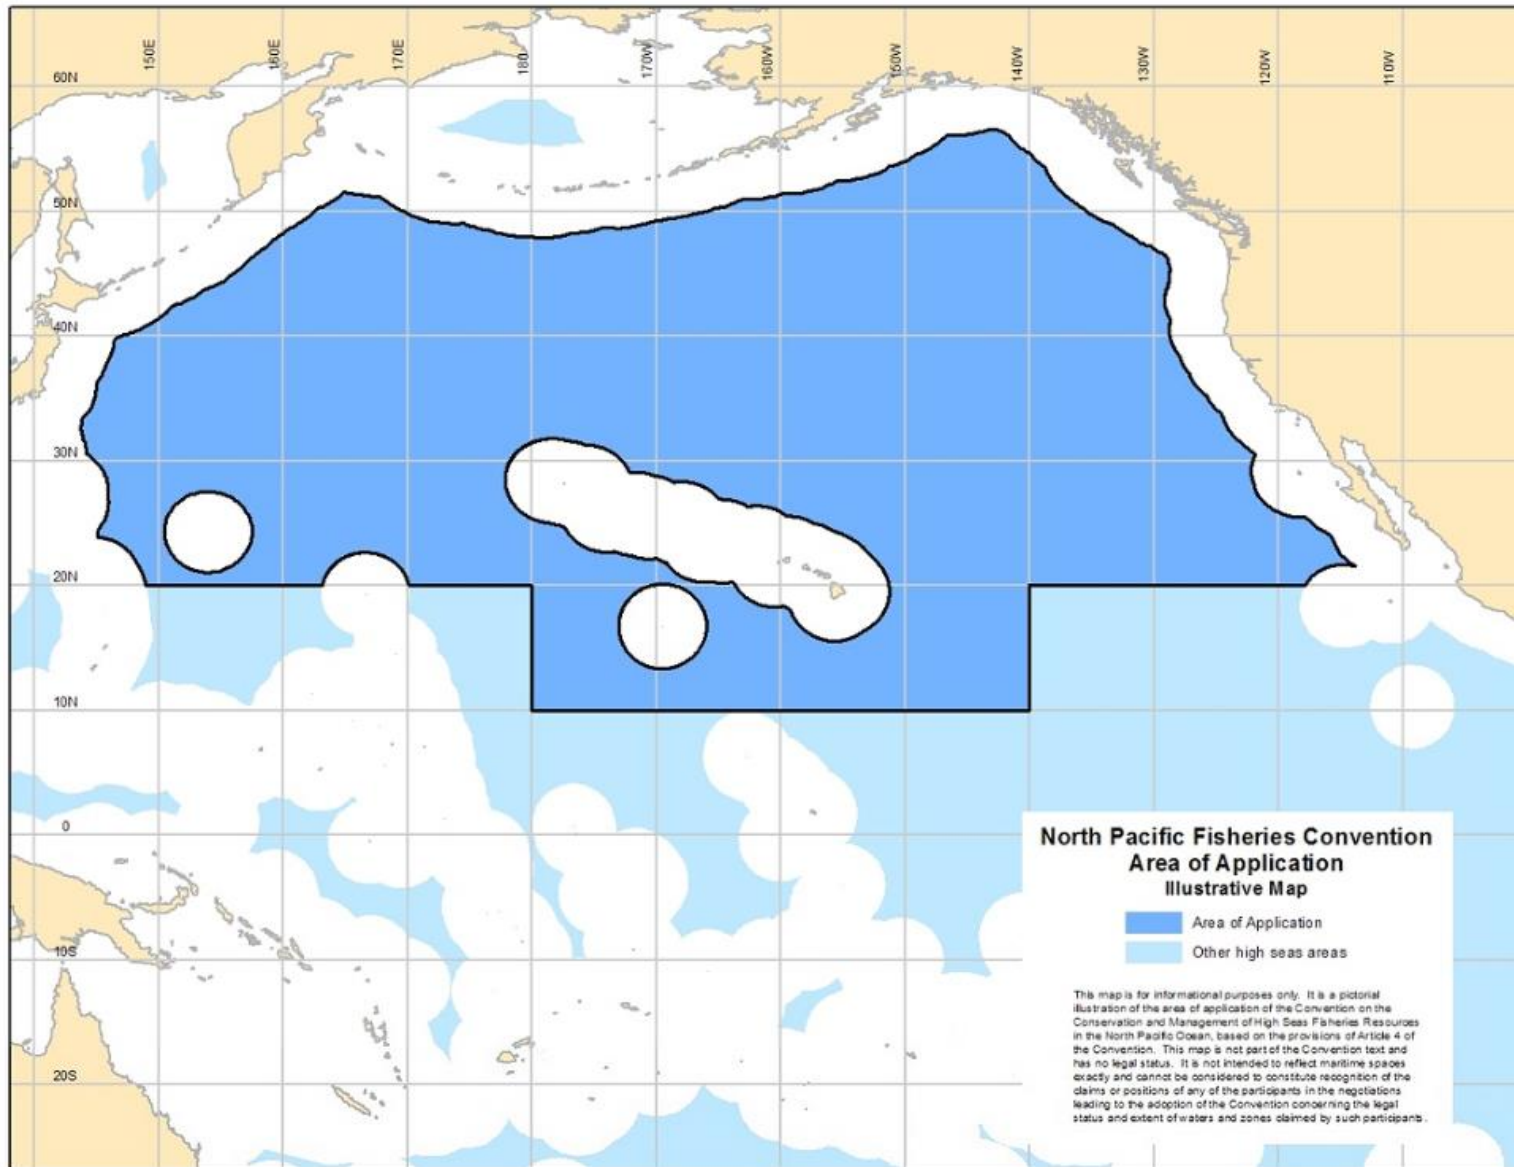 150E
160E
170E
180
170W
160W
150W
140W
130W
120W
110W
60N
50N
40N
30N
20N
10N
0
10S
20S
North Pacific Fisheries Convention
Area of Application
Illustrative Map
Area of Application
Other high seas areas
This map is for informational purposes only. It is a pictorial
illustration of the area of application of the Convention on the
Conservation and Management of High Seas Fisheries Resources
in the North Pacific Ocean, based on the provisions of Article 4 of
the Convention. This map is not part of the Convention text and
has no legal status. It is not intended to reflect maritime spaces
exactly and cannot be considered to constitute recognition of the
claims or positions of any of the participants in the negotiations
leading to the adoption of the Convention concerning the legal
status and extent of waters and zones claimed by such participants.